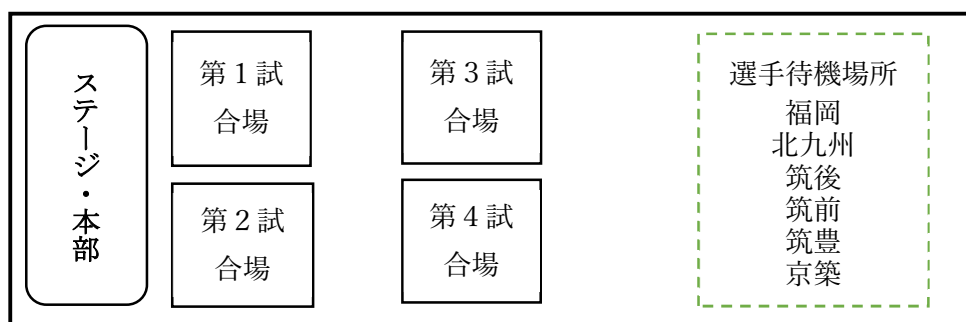 ステージ・本部
第１試
合場
第２試
合場
第３試
合場
第４試
合場
選手待機場所
福岡
北九州
筑後
筑前
筑豊
京築